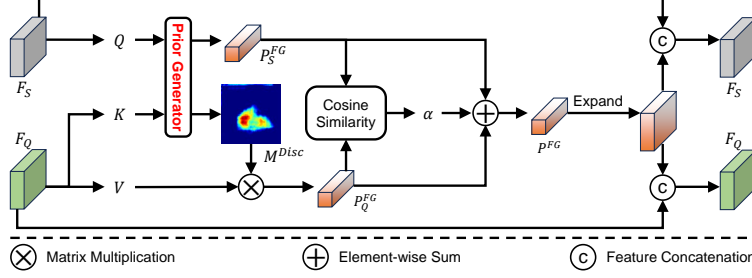 F_S
Q
Prior Generator
P_S^{FG}
F_S
K
M^{Disc}
Cosine
Similarity
α
P^{FG}
Expand
C
F_Q
V
P_Q^{FG}
C
F_Q
Matrix Multiplication
Element-wise Sum
C Feature Concatenation